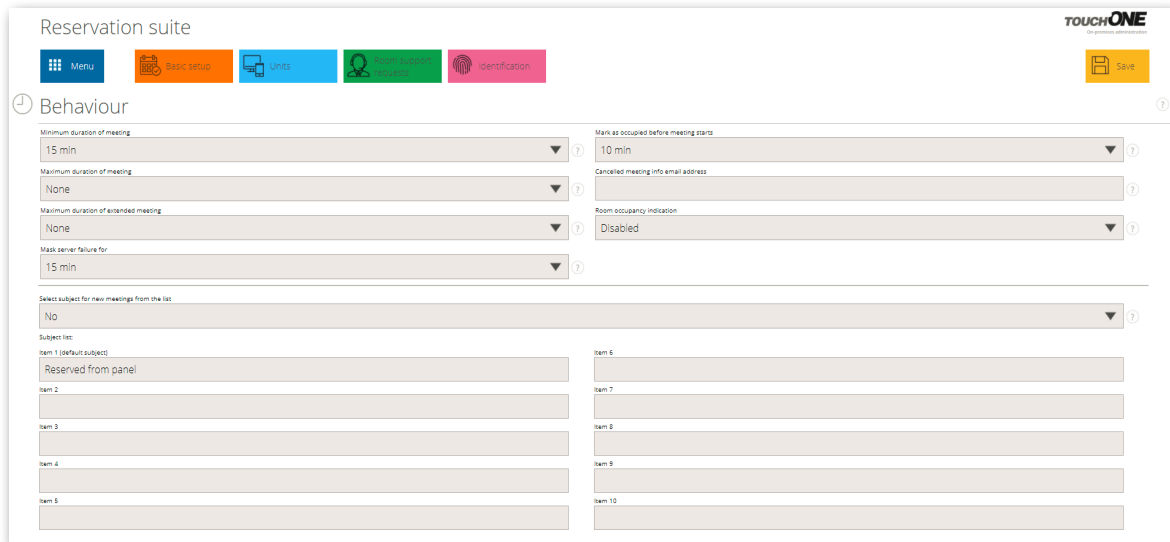 Reservation suite
TOUCHONE
On-premises administration
Menu
Basic setup
Units
Room support
requests
Identification
Save
Behaviour
?
Minimum duration of meeting
15 min
?
Mark as occupied before meeting starts
10 min
?
Maximum duration of meeting
None
?
Cancelled meeting info email address
?
Maximum duration of extended meeting
None
?
Room occupancy indication
Disabled
?
Mask server failure for
15 min
?
Select subject for new meetings from the list
No
?
Subject list:
Item 1 (default subject)
Reserved from panel
Item 2
Item 3
Item 4
Item 5
Item 6
Item 7
Item 8
Item 9
Item 10